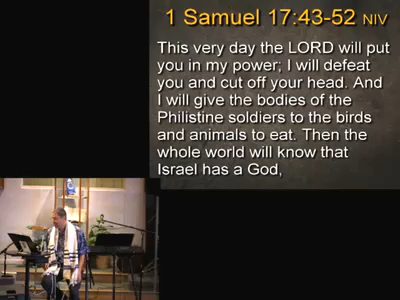 1 Samuel 17:43-52 NIV
This very day the LORD will put
you in my power; I will defeat
you and cut off your head. And
I will give the bodies of the
Philistine soldiers to the birds
and animals to eat. Then the
whole world will know that
Israel has a God,